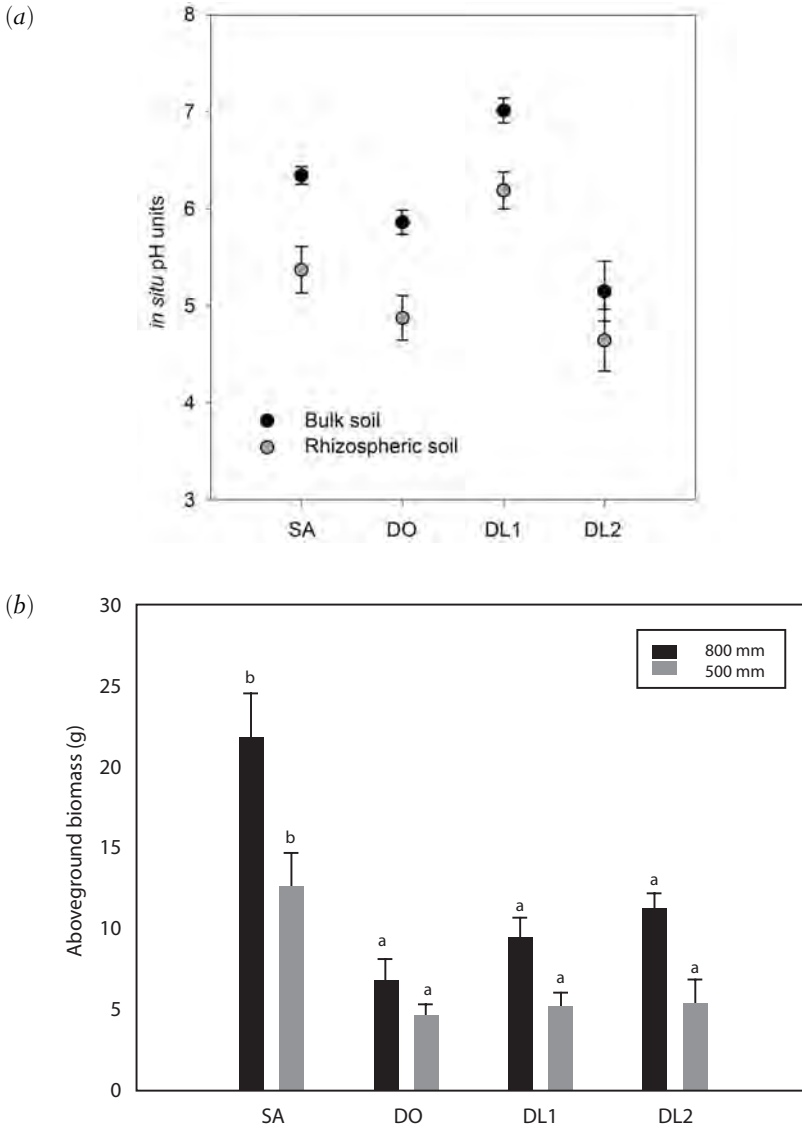 (a)
8
7
6
5
4
3
in situ pH units
Bulk soil
Rhizospheric soil
SA DO DL1 DL2
(b)
30
25
20
15
10
5
0
Aboveground biomass (g)
800 mm
500 mm
b
b
a
a
a
a
a
a
SA DO DL1 DL2